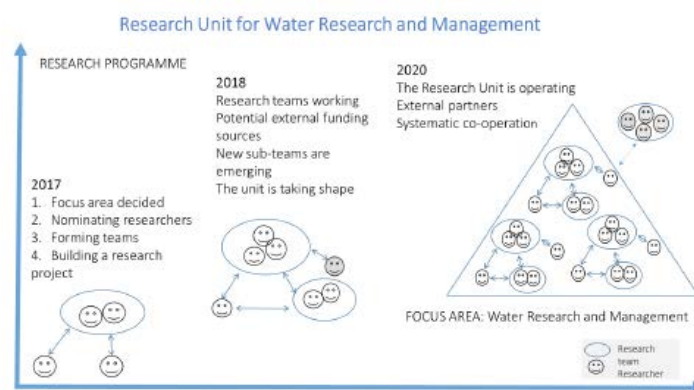 Research Unit for Water Research and Management
RESEARCH PROGRAMME
2017
1. Focus area decided
2. Nominating researchers
3. Forming teams
4. Building a research
project
2018
Research teams working
Potential external funding
sources
New sub-teams are
emerging
The unit is taking shape
2020
The Research Unit is operating
External partners
Systematic co-operation
FOCUS AREA: Water Research and Management
Research
team
Researcher